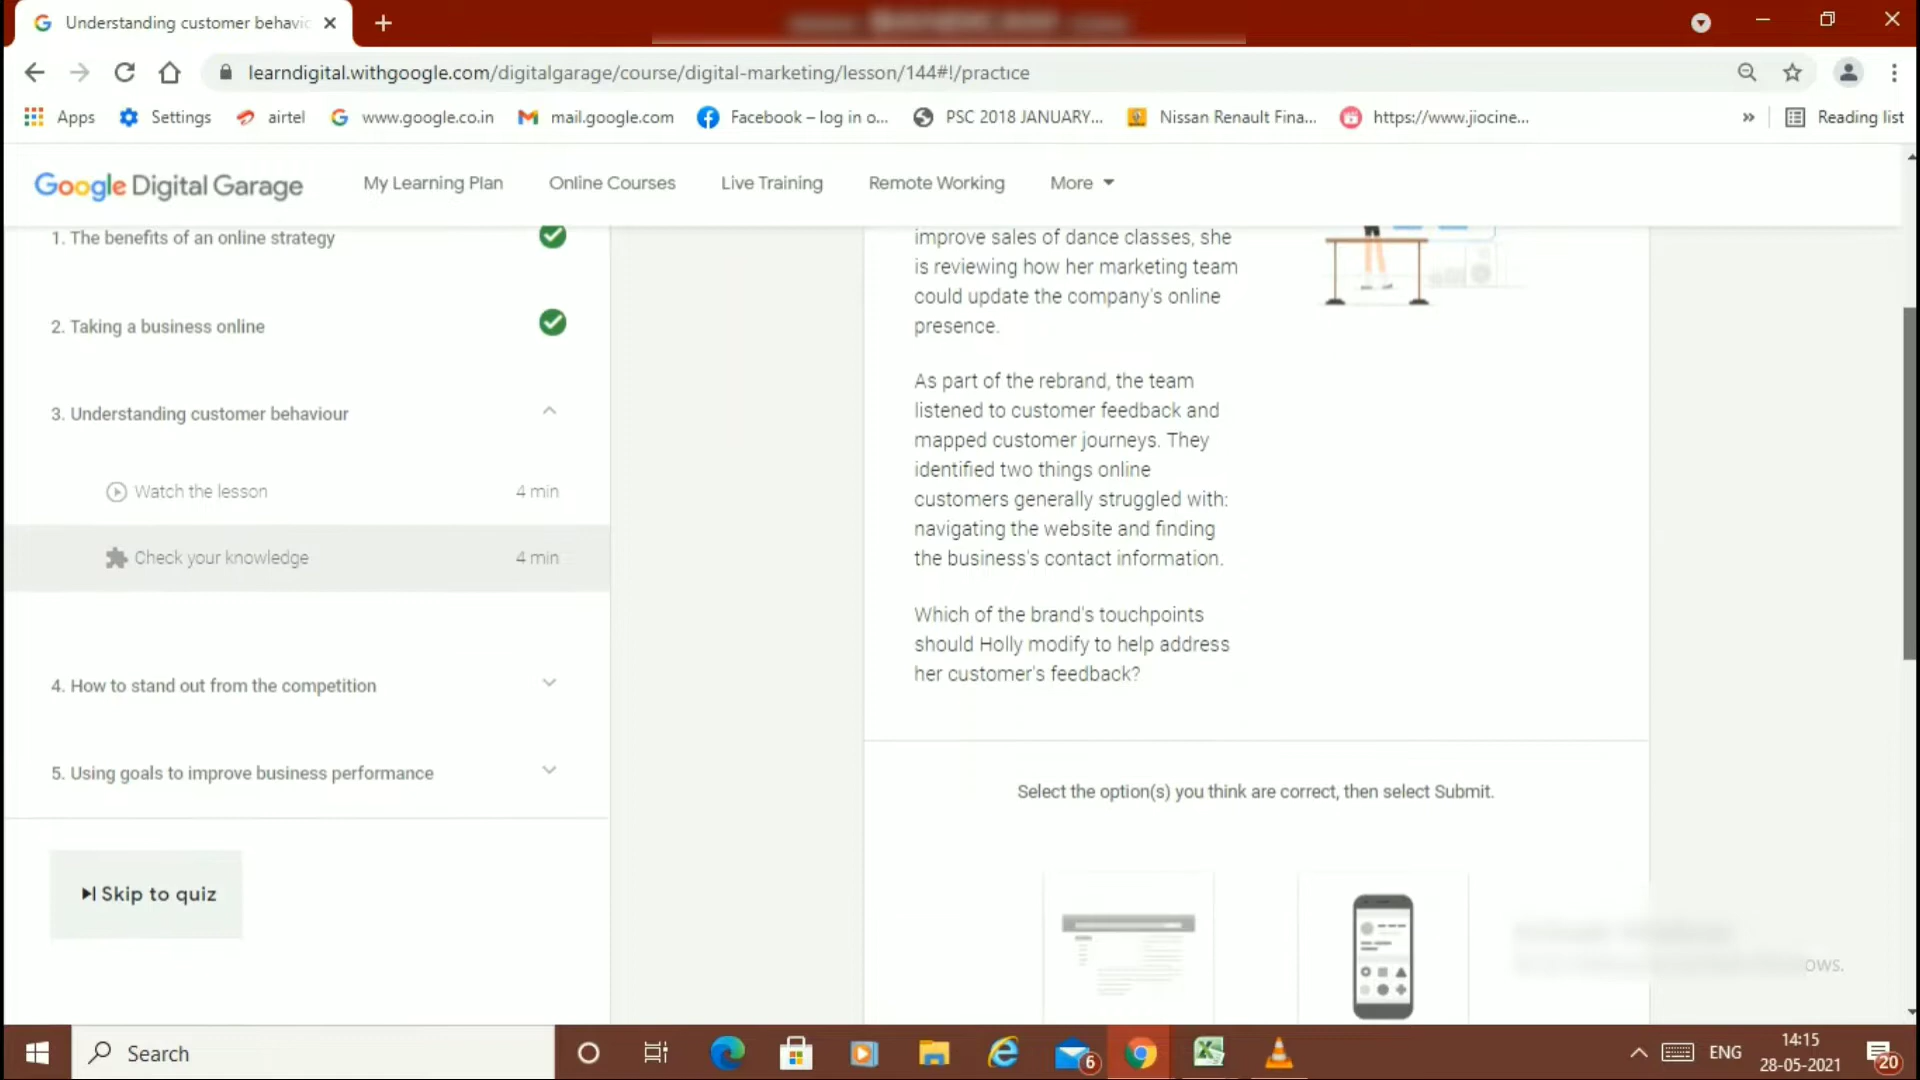 Understanding customer behavio
learndigital.withgoogle.com/digitalgarage/course/digital-marketing/lesson/144#!/practice
Apps
Settings
airtel
www.google.co.in
mail.google.com
Facebook – log in o...
PSC 2018 JANUARY...
Nissan Renault Fina...
https://www.jiocine...
»
Reading list
Google Digital Garage
My Learning Plan
Online Courses
Live Training
Remote Working
More
1. The benefits of an online strategy
2. Taking a business online
3. Understanding customer behaviour
Watch the lesson
4 min
Check your knowledge
4 min
4. How to stand out from the competition
5. Using goals to improve business performance
Skip to quiz
improve sales of dance classes, she
is reviewing how her marketing team
could update the company's online
presence.
As part of the rebrand, the team
listened to customer feedback and
mapped customer journeys. They
identified two things online
customers generally struggled with:
navigating the website and finding
the business's contact information.
Which of the brand's touchpoints
should Holly modify to help address
her customer's feedback?
Select the option(s) you think are correct, then select Submit.
ows.
Search
6
ENG
14:15
28-05-2021
20